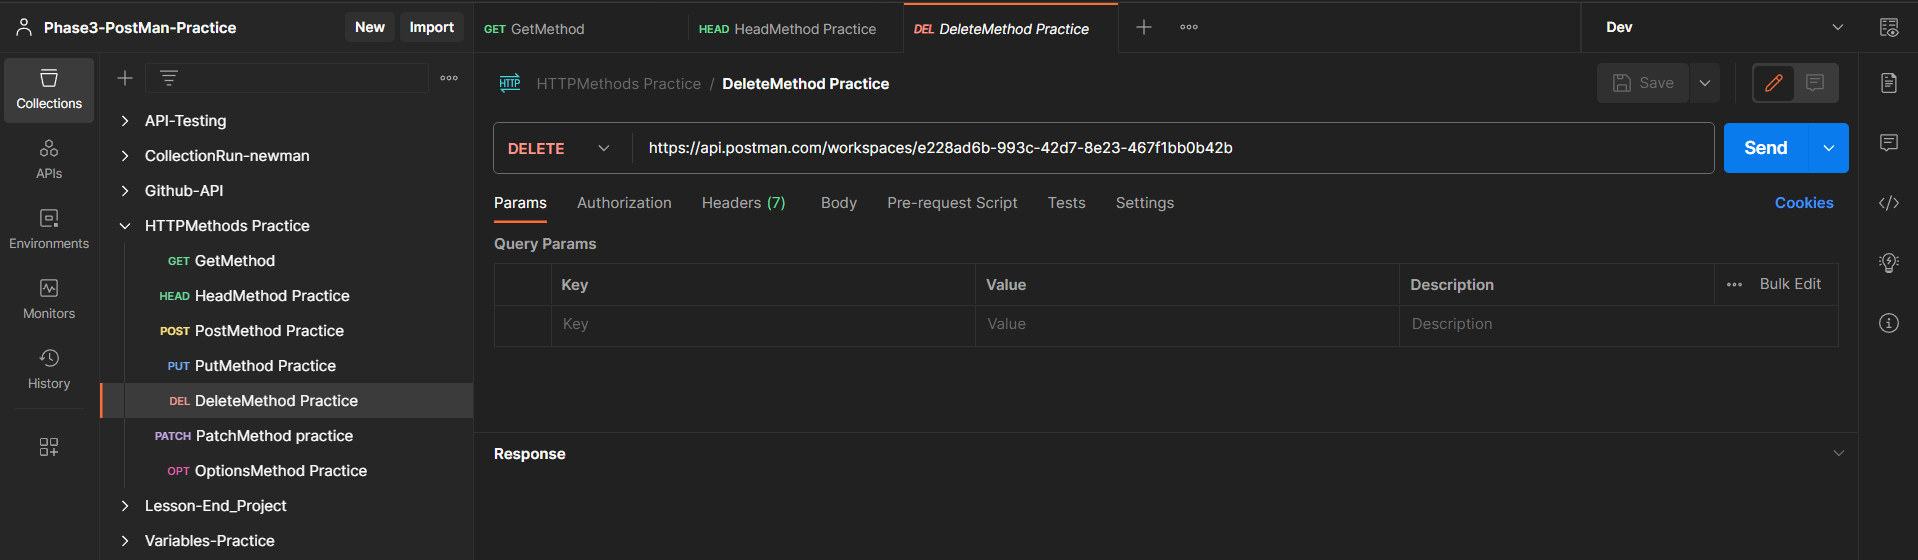 Phase3-PostMan-Practice New Import
GET GetMethod HEAD HeadMethod Practice DEL DeleteMethod Practice Dev
Collections
APIs
Environments
Monitors
History
API-Testing
CollectionRun-newman
Github-API
HTTPMethods Practice
GET GetMethod
HEAD HeadMethod Practice
POST PostMethod Practice
PUT PutMethod Practice
DEL DeleteMethod Practice
PATCH PatchMethod practice
OPT OptionsMethod Practice
Lesson-End_Project
Variables-Practice
HTTP HTTPMethods Practice / DeleteMethod Practice Save
DELETE https://api.postman.com/workspaces/e228ad6b-993c-42d7-8e23-467f1bb0b42b Send
Params Authorization Headers (7) Body Pre-request Script Tests Settings Cookies
Query Params
Key Value Description Bulk Edit
Key Value Description
Response